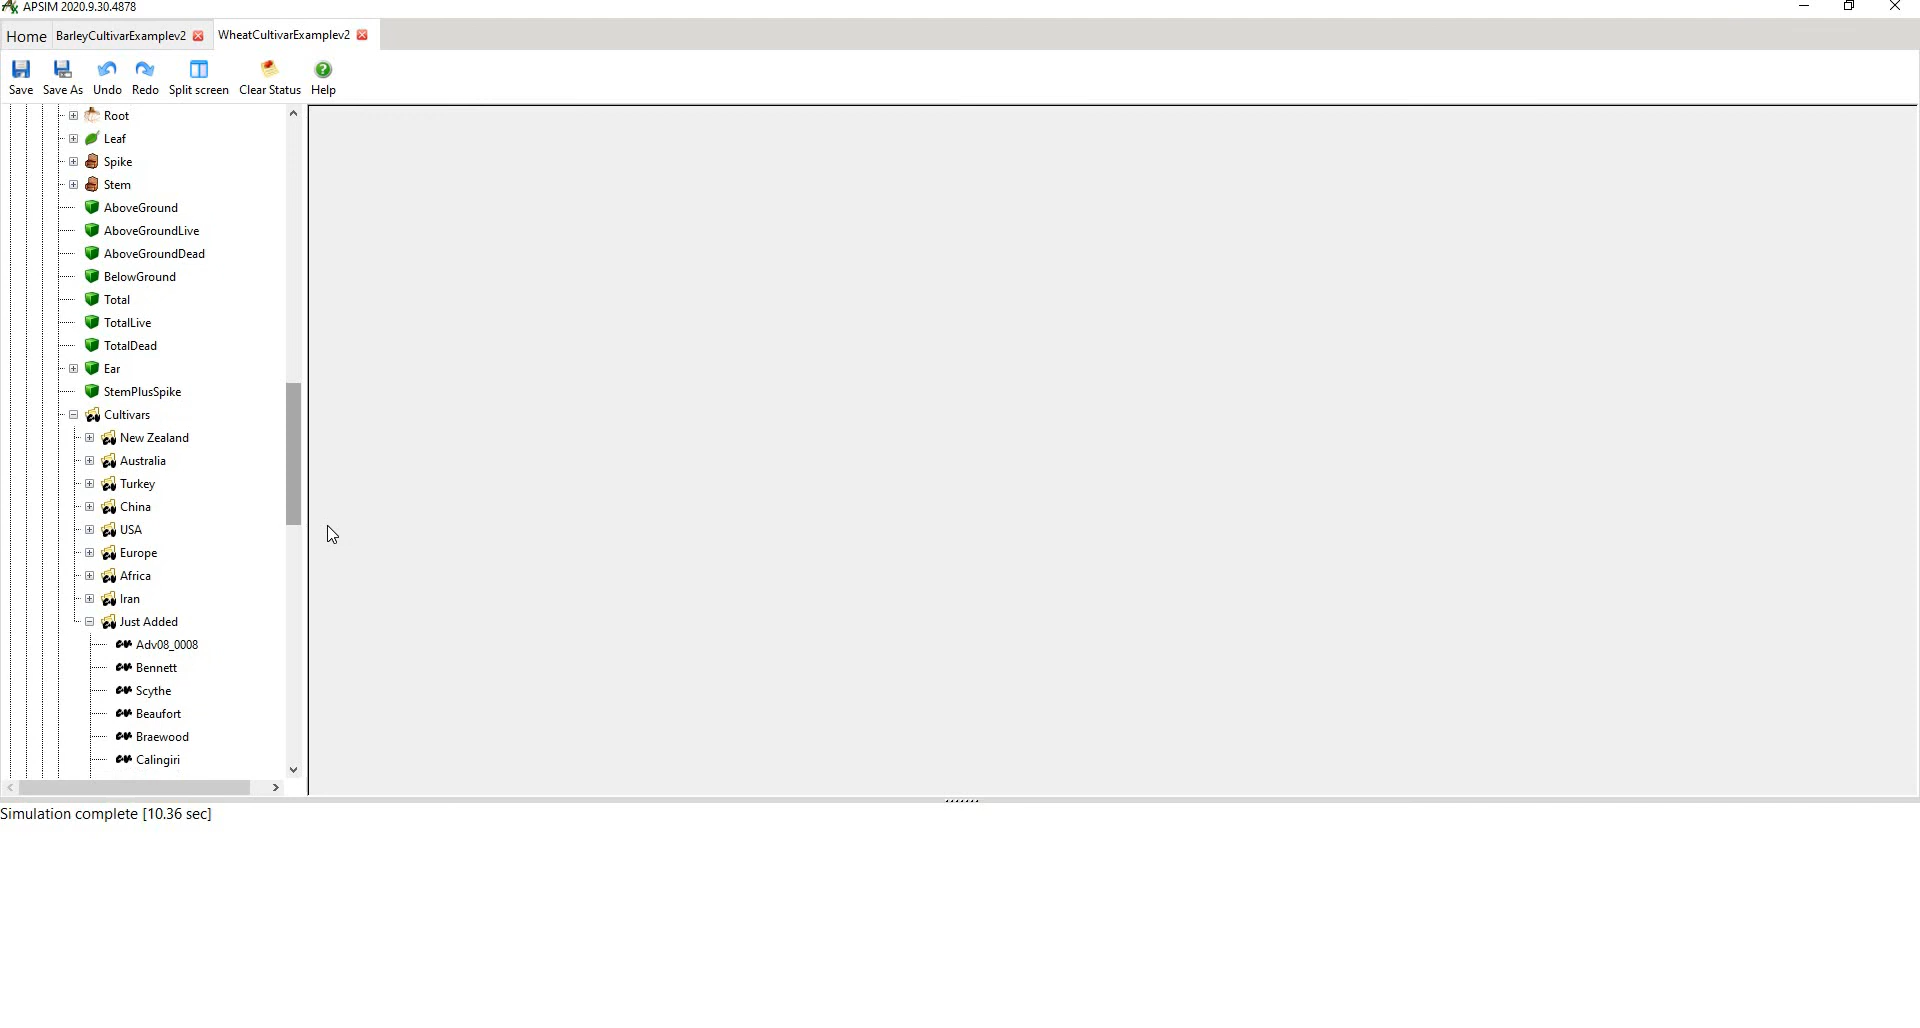 APSIM 2020.9.30.4878
Home BarleyCultivarExamplev2 WheatCultivarExamplev2
Save Save As Undo Redo Split screen Clear Status Help
Root
Leaf
Spike
Stem
AboveGround
AboveGroundLive
AboveGroundDead
BelowGround
Total
TotalLive
TotalDead
Ear
StemPlusSpike
Cultivars
New Zealand
Australia
Turkey
China
USA
Europe
Africa
Iran
Just Added
Adv08_0008
Bennett
Scythe
Beaufort
Braewood
Calingiri
Simulation complete [10.36 sec]